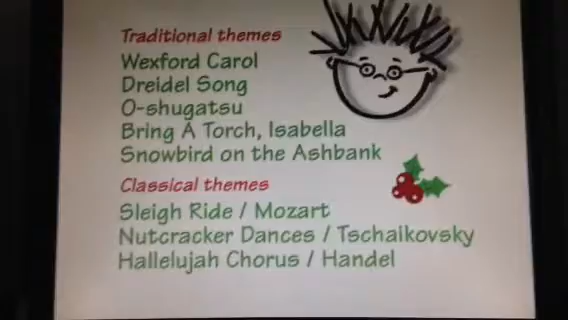 Traditional themes
Wexford Carol
Dreidel Song
O-shugatsu
Bring A Torch, Isabella
Snowbird on the Ashbank
Classical themes
Sleigh Ride / Mozart
Nutcracker Dances / Tschaikovsky
Hallelujah Chorus / Handel